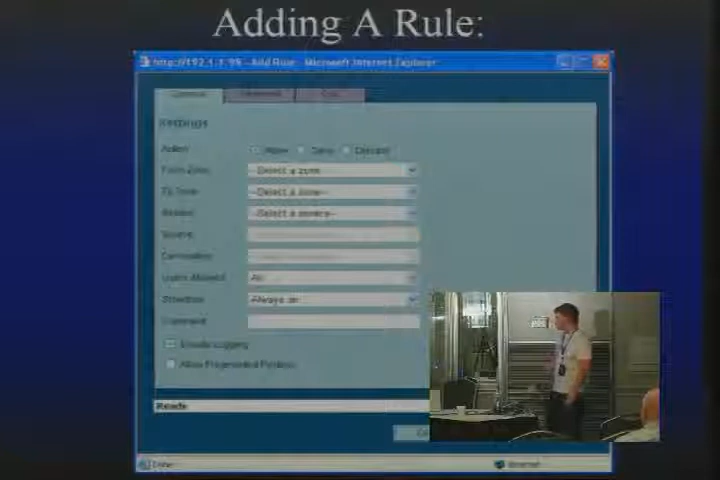 Adding A Rule:
http://192.1.1.99 - Add Rule - Microsoft Internet Explorer
General
Settings
Action Allow Deny Discard
From Zone --Select a zone--
To Zone --Select a zone--
Service --Select a service--
Source
Destination
Users Allowed All
Schedule Always on
Comment
Enable Logging
Allow Fragmented Packets
Ready
Done Internet